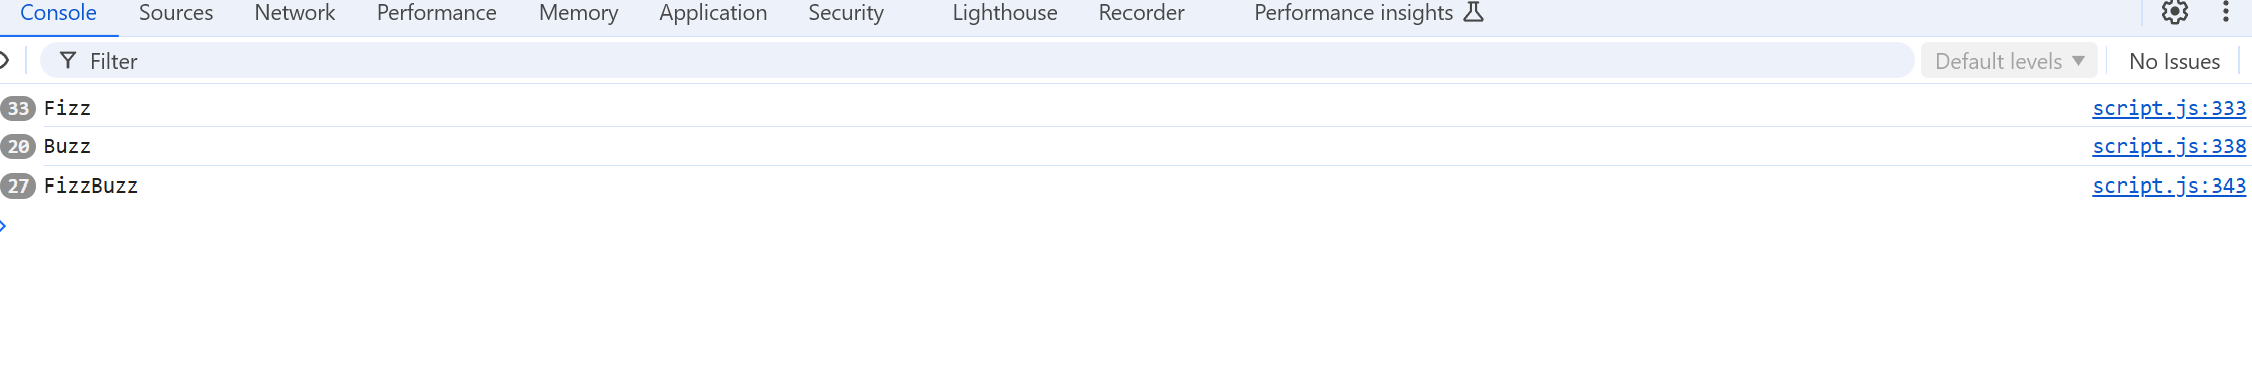 Console Sources Network Performance Memory Application Security Lighthouse Recorder Performance insights
Filter Default levels No Issues
33 Fizz script.js:333
20 Buzz script.js:338
27 FizzBuzz script.js:343